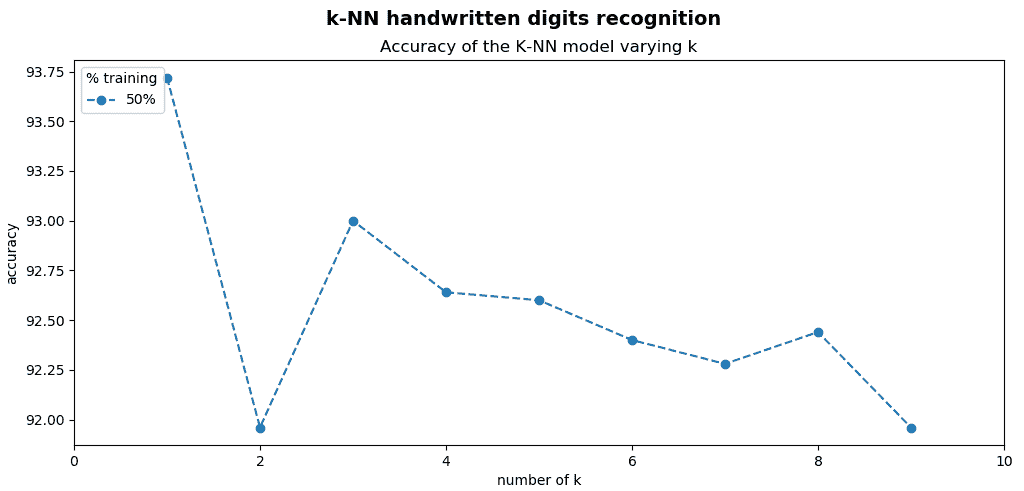 k-NN handwritten digits recognition
Accuracy of the K-NN model varying k
% training
50%
accuracy
93.75
93.50
93.25
93.00
92.75
92.50
92.25
92.00
0 2 4 6 8 10
number of k